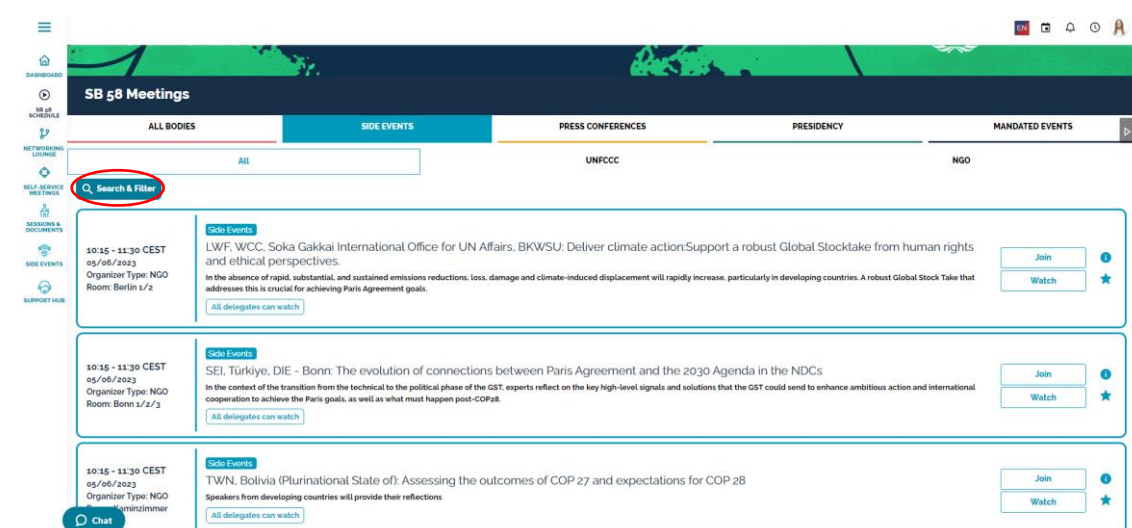 EN
DASHBOARD
SB 58 Meetings
SB 58
SCHEDULE
ALL BODIES
SIDE EVENTS
PRESS CONFERENCES
PRESIDENCY
MANDATED EVENTS
NETWORKING
LOUNGE
All
UNFCCC
NGO
SELF-SERVICE
MEETINGS
Search & Filter
SESSIONS &
DOCUMENTS
SIDE EVENTS
SUPPORT HUB
10:15 - 11:30 CEST
05/06/2023
Organizer Type: NGO
Room: Berlin 1/2
Side Events
LWF, WCC, Soka Gakkai International Office for UN Affairs, BKWSU: Deliver climate action:Support a robust Global Stocktake from human rights
and ethical perspectives.
In the absence of rapid, substantial, and sustained emissions reductions, loss, damage and climate-induced displacement will rapidly increase, particularly in developing countries. A robust Global Stock Take that
addresses this is crucial for achieving Paris Agreement goals.
All delegates can watch
Join
Watch
10:15 - 11:30 CEST
05/06/2023
Organizer Type: NGO
Room: Bonn 1/2/3
Side Events
SEI, Türkiye, DIE - Bonn: The evolution of connections between Paris Agreement and the 2030 Agenda in the NDCs
In the context of the transition from the technical to the political phase of the GST, experts reflect on the key high-level signals and solutions that the GST could send to enhance ambitious action and international
cooperation to achieve the Paris goals, as well as what must happen post-COP28.
All delegates can watch
Join
Watch
10:15 - 11:30 CEST
05/06/2023
Organizer Type: NGO
Side Events
TWN, Bolivia (Plurinational State of): Assessing the outcomes of COP 27 and expectations for COP 28
Speakers from developing countries will provide their reflections
All delegates can watch
Join
Watch
Chat